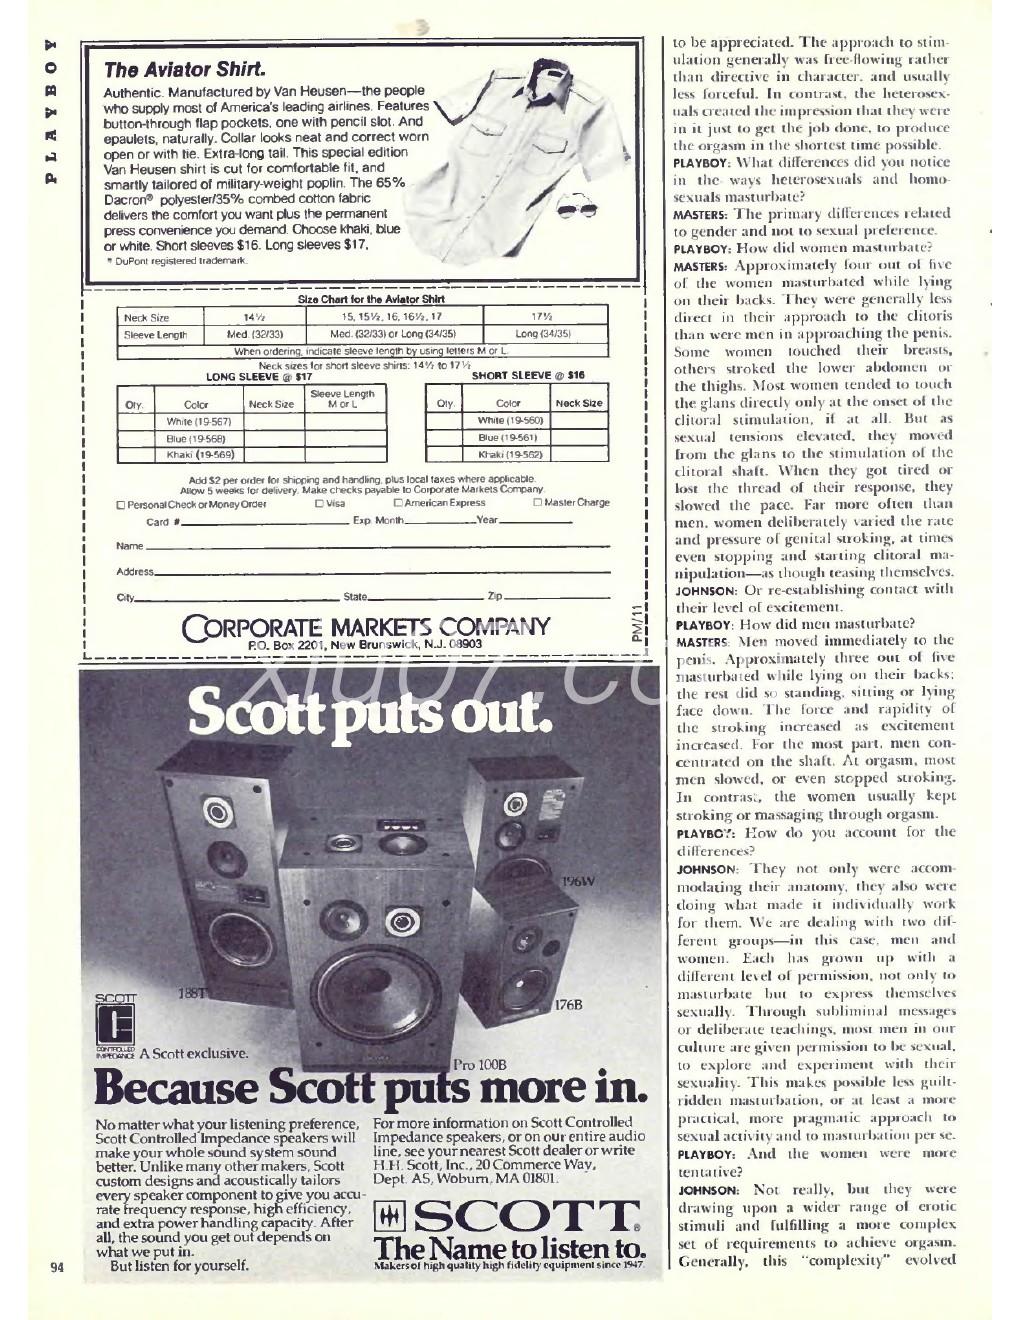 PLAYBOY
The Aviator Shirt.
Authentic. Manufactured by Van Heusen—the people
who supply most of America's leading airlines. Features
button-through flap pockets, one with pencil slot. And
epaulets, naturally. Collar looks neat and correct worn
open or with tie. Extra-long tail. This special edition
Van Heusen shirt is cut for comfortable fit, and
smartly tailored of military-weight poplin. The 65%
Dacron® polyester/35% combed cotton fabric
delivers the comfort you want plus the permanent
press convenience you demand. Choose khaki, blue
or white. Short sleeves $16. Long sleeves $17.
® DuPont registered trademark.
Size Chart for the Aviator Shirt
Neck Size 14½ 15, 15½, 16, 16½, 17 17½
Sleeve Length Med. (32/33) Med. (32/33) or Long (34/35) Long (34/35)
When ordering, indicate sleeve length by using letters M or L.
Neck sizes for short sleeve shirts: 14½ to 17½
LONG SLEEVE @ $17
Qty. Color Neck Size Sleeve Length M or L
White (19-567)
Blue (19-568)
Khaki (19-569)
SHORT SLEEVE @ $16
Qty. Color Neck Size
White (19-560)
Blue (19-561)
Khaki (19-562)
Add $2 per order for shipping and handling, plus local taxes where applicable.
Allow 5 weeks for delivery. Make checks payable to Corporate Markets Company.
Personal Check or Money Order Visa American Express Master Charge
Card # Exp. Month Year
Name
Address
City State Zip
CORPORATE MARKETS COMPANY
P.O. Box 2201, New Brunswick, N.J. 08903
PM/11
Scott puts out.
196W
188T
176B
Pro 100B
SCOTT
CONTROLLED
IMPEDANCE
A Scott exclusive.
Because Scott puts more in.
No matter what your listening preference,
Scott Controlled Impedance speakers will
make your whole sound system sound
better. Unlike many other makers, Scott
custom designs and acoustically tailors
every speaker component to give you accu-
rate frequency response, high efficiency,
and extra power handling capacity. After
all, the sound you get out depends on
what we put in.
But listen for yourself.
For more information on Scott Controlled
Impedance speakers, or on our entire audio
line, see your nearest Scott dealer or write
H.H. Scott, Inc., 20 Commerce Way,
Dept. AS, Woburn, MA 01801.
SCOTT®
The Name to listen to.
Makers of high quality high fidelity equipment since 1947.
94
to be appreciated. The approach to stim-
ulation generally was free-flowing rather
than directive in character, and usually
less forceful. In contrast, the heterosex-
uals created the impression that they were
in it just to get the job done, to produce
the orgasm in the shortest time possible.
PLAYBOY: What differences did you notice
in the ways heterosexuals and homo-
sexuals masturbate?
MASTERS: The primary differences related
to gender and not to sexual preference.
PLAYBOY: How did women masturbate?
MASTERS: Approximately four out of five
of the women masturbated while lying
on their backs. They were generally less
direct in their approach to the clitoris
than were men in approaching the penis.
Some women touched their breasts,
others stroked the lower abdomen or
the thighs. Most women tended to touch
the glans directly only at the onset of the
clitoral stimulation, if at all. But as
sexual tensions elevated, they moved
from the glans to the stimulation of the
clitoral shaft. When they got tired or
lost the thread of their response, they
slowed the pace. Far more often than
men, women deliberately varied the rate
and pressure of genital stroking, at times
even stopping and starting clitoral ma-
nipulation—as though teasing themselves.
JOHNSON: Or re-establishing contact with
their level of excitement.
PLAYBOY: How did men masturbate?
MASTERS: Men moved immediately to the
penis. Approximately three out of five
masturbated while lying on their backs;
the rest did so standing, sitting or lying
face down. The force and rapidity of
the stroking increased as excitement
increased. For the most part, men con-
centrated on the shaft. At orgasm, most
men slowed, or even stopped stroking.
In contrast, the women usually kept
stroking or massaging through orgasm.
PLAYBOY: How do you account for the
differences?
JOHNSON: They not only were accom-
modating their anatomy, they also were
doing what made it individually work
for them. We are dealing with two dif-
ferent groups—in this case, men and
women. Each has grown up with a
different level of permission, not only to
masturbate but to express themselves
sexually. Through subliminal messages
or deliberate teachings, most men in our
culture are given permission to be sexual,
to explore and experiment with their
sexuality. This makes possible less guilt-
ridden masturbation, or at least a more
practical, more pragmatic approach to
sexual activity and to masturbation per se.
PLAYBOY: And the women were more
tentative?
JOHNSON: Not really, but they were
drawing upon a wider range of erotic
stimuli and fulfilling a more complex
set of requirements to achieve orgasm.
Generally, this "complexity" evolved